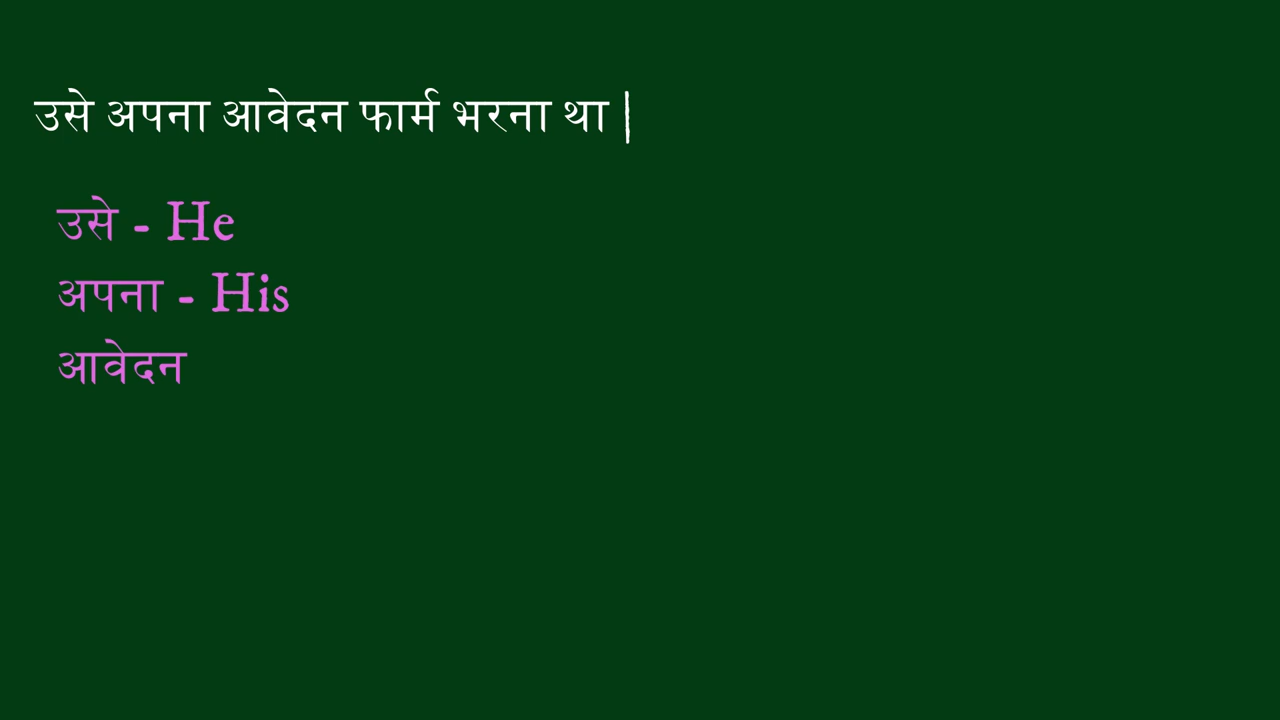 उसे अपना आवेदन फार्म भरना था |
उसे - He
अपना - His
आवेदन